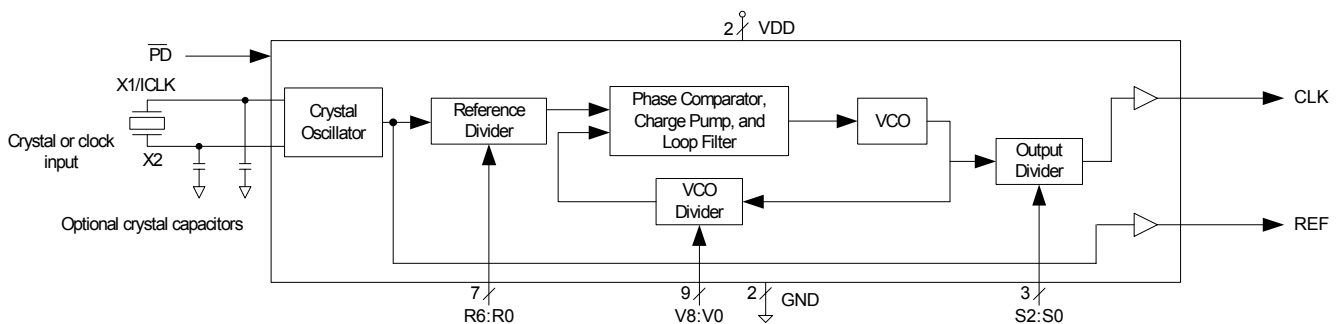 2 VDD
PD
X1/ICLK
Crystal or clock
input
X2
Optional crystal capacitors
Crystal
Oscillator
Reference
Divider
Phase Comparator,
Charge Pump, and
Loop Filter
VCO
VCO
Divider
Output
Divider
CLK
REF
7
R6:R0
9
V8:V0
2
GND
3
S2:S0